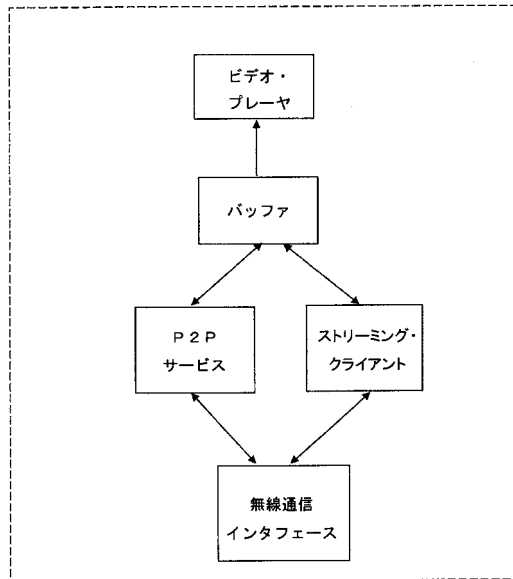 ビデオ・
プレーヤ
バッファ
P2P
サービス
ストリーミング・
クライアント
無線通信
インタフェース